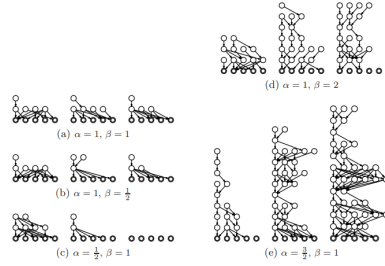 (a) α = 1, β = 1
(b) α = 1, β = 1/2
(c) α = 1/2, β = 1
(d) α = 1, β = 2
(e) α = 3/2, β = 1